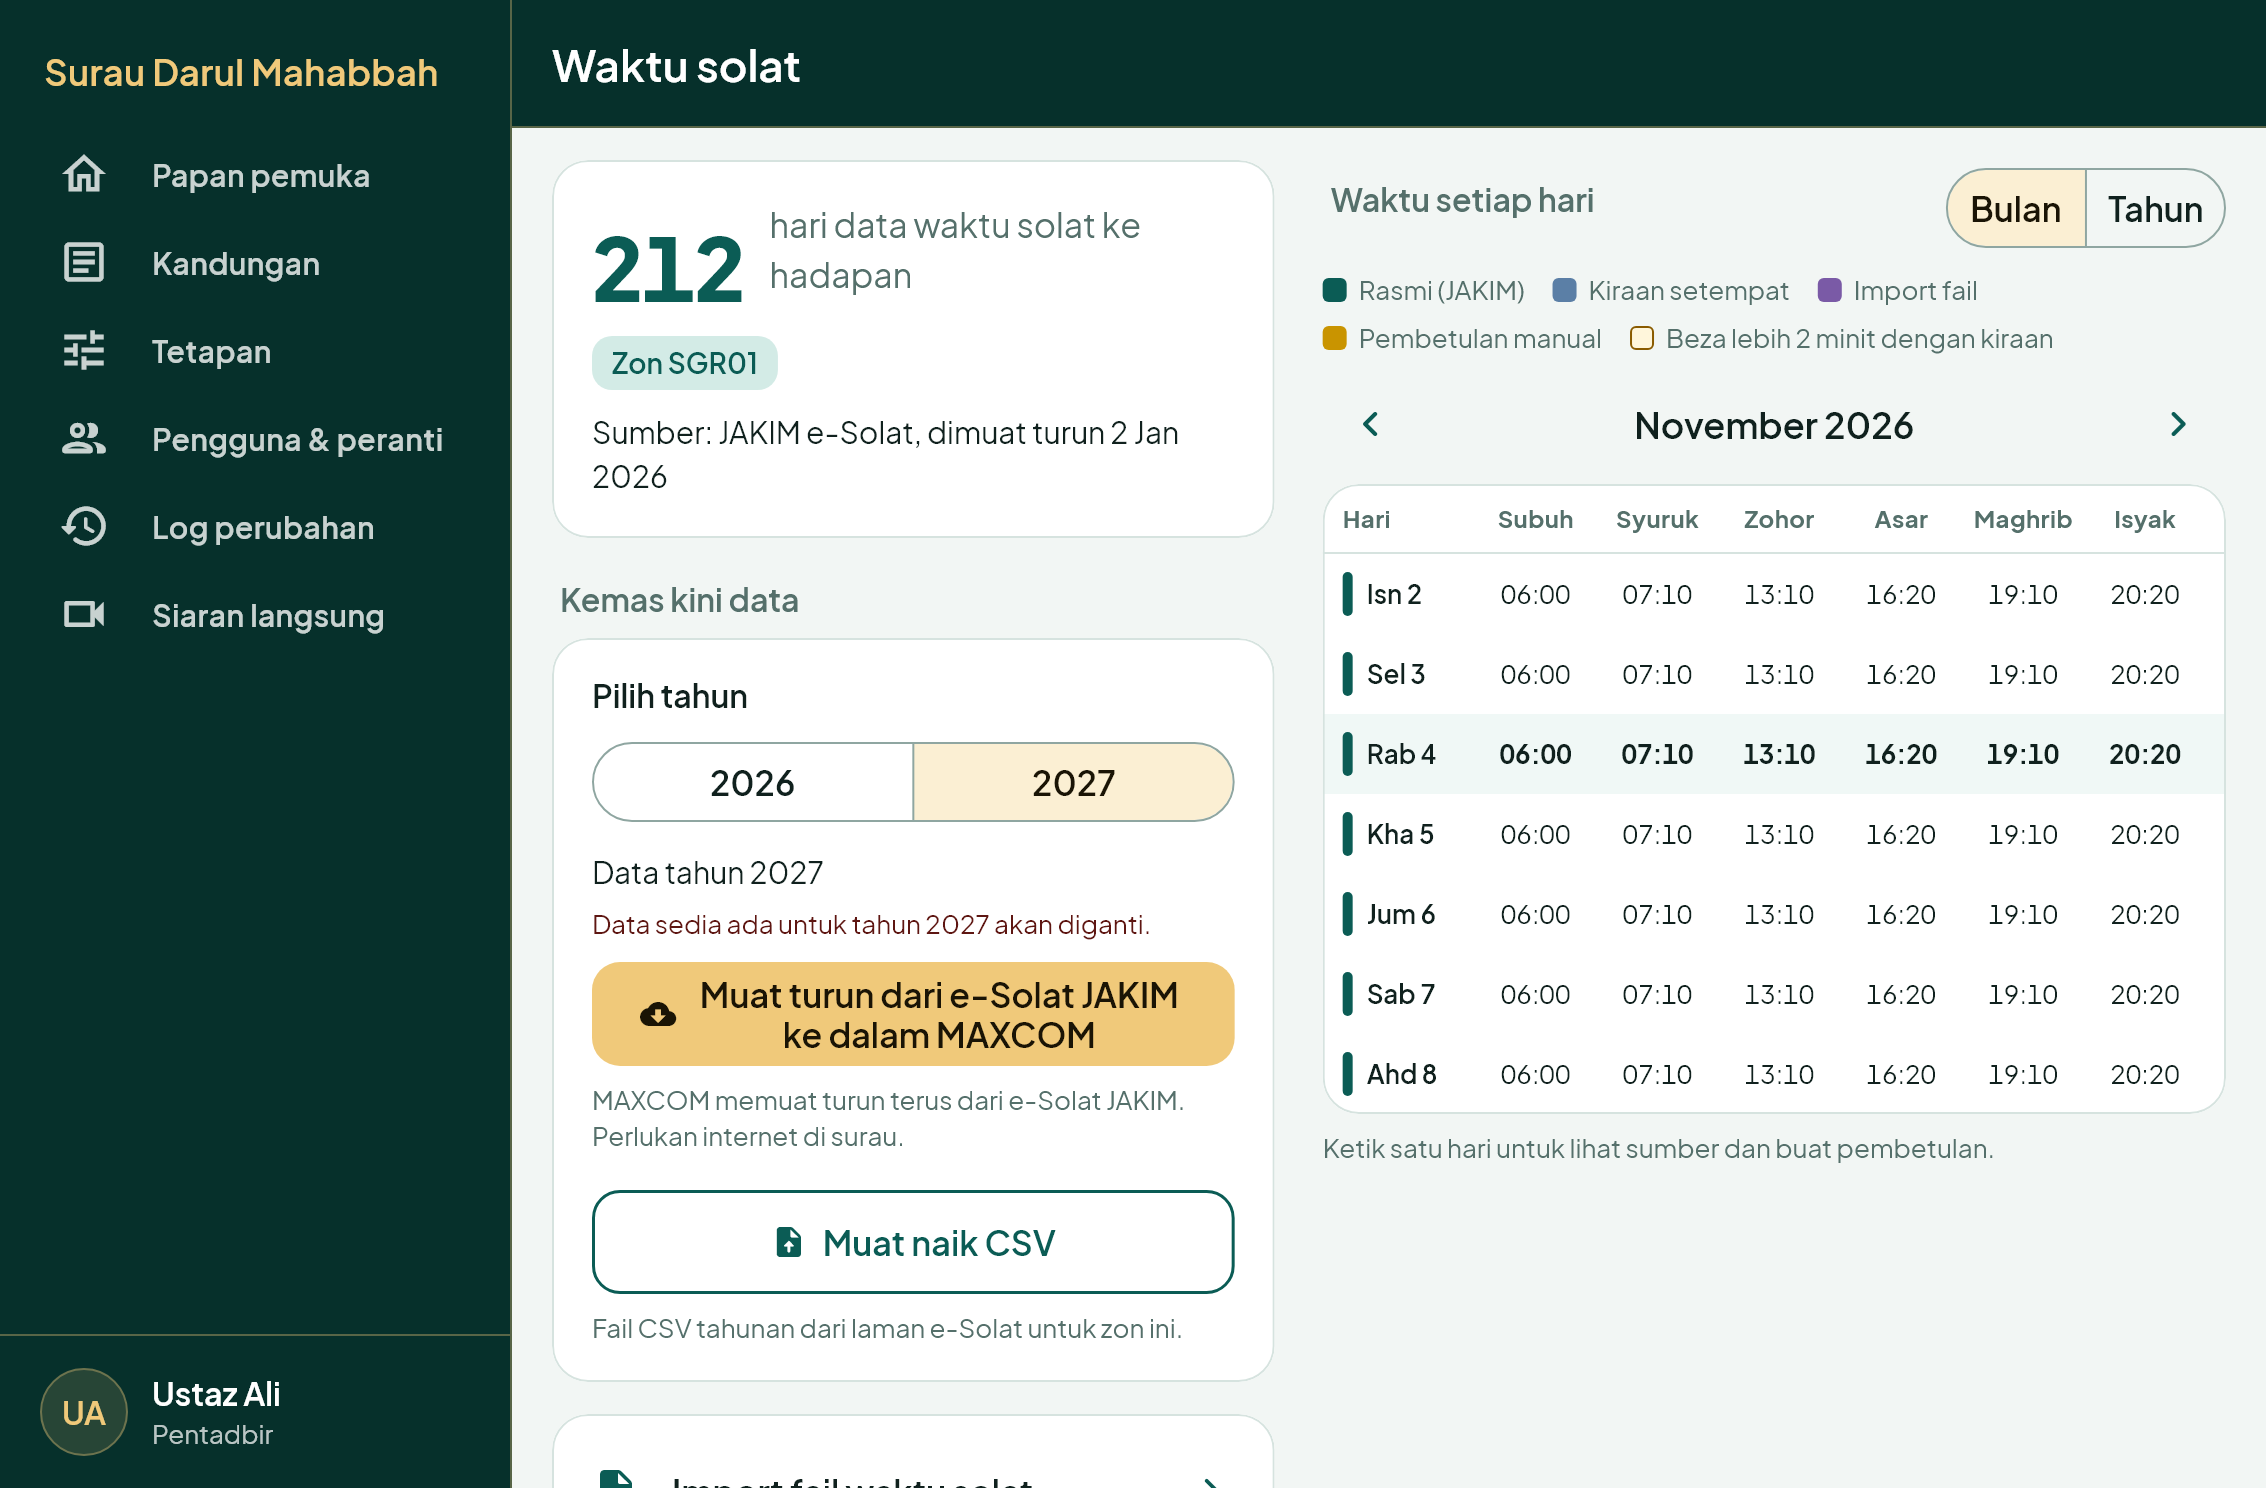 Surau Darul Mahabbah
Papan pemuka
Kandungan
Tetapan
Pengguna & peranti
Log perubahan
Siaran langsung
UA
Ustaz Ali
Pentadbir
Waktu solat
212
hari data waktu solat ke
hadapan
Zon SGR01
Sumber: JAKIM e-Solat, dimuat turun 2 Jan
2026
Kemas kini data
Pilih tahun
2026 2027
Data tahun 2027
Data sedia ada untuk tahun 2027 akan diganti.
Muat turun dari e-Solat JAKIM
ke dalam MAXCOM
MAXCOM memuat turun terus dari e-Solat JAKIM.
Perlukan internet di surau.
Muat naik CSV
Fail CSV tahunan dari laman e-Solat untuk zon ini.
Import fail waktu solat
Waktu setiap hari
Bulan Tahun
Rasmi (JAKIM) Kiraan setempat Import fail
Pembetulan manual Beza lebih 2 minit dengan kiraan
November 2026
Hari Subuh Syuruk Zohor Asar Maghrib Isyak
Isn 2 06:00 07:10 13:10 16:20 19:10 20:20
Sel 3 06:00 07:10 13:10 16:20 19:10 20:20
Rab 4 06:00 07:10 13:10 16:20 19:10 20:20
Kha 5 06:00 07:10 13:10 16:20 19:10 20:20
Jum 6 06:00 07:10 13:10 16:20 19:10 20:20
Sab 7 06:00 07:10 13:10 16:20 19:10 20:20
Ahd 8 06:00 07:10 13:10 16:20 19:10 20:20
Ketik satu hari untuk lihat sumber dan buat pembetulan.